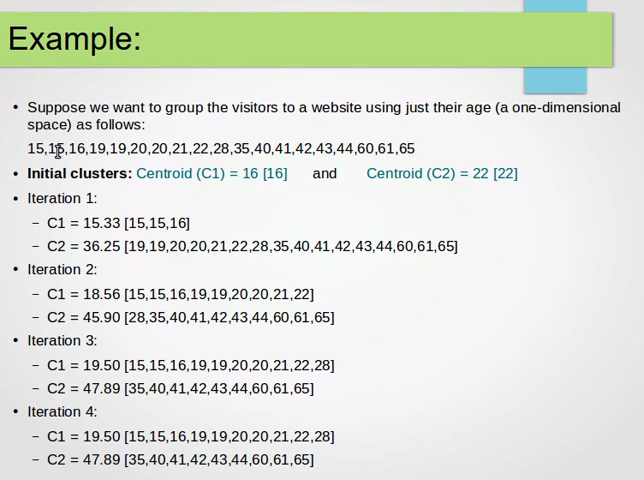 Example:
• Suppose we want to group the visitors to a website using just their age (a one-dimensional
space) as follows:
15,15,16,19,19,20,20,21,22,28,35,40,41,42,43,44,60,61,65
• Initial clusters: Centroid (C1) = 16 [16] and Centroid (C2) = 22 [22]
• Iteration 1:
– C1 = 15.33 [15,15,16]
– C2 = 36.25 [19,19,20,20,21,22,28,35,40,41,42,43,44,60,61,65]
• Iteration 2:
– C1 = 18.56 [15,15,16,19,19,20,20,21,22]
– C2 = 45.90 [28,35,40,41,42,43,44,60,61,65]
• Iteration 3:
– C1 = 19.50 [15,15,16,19,19,20,20,21,22,28]
– C2 = 47.89 [35,40,41,42,43,44,60,61,65]
• Iteration 4:
– C1 = 19.50 [15,15,16,19,19,20,20,21,22,28]
– C2 = 47.89 [35,40,41,42,43,44,60,61,65]